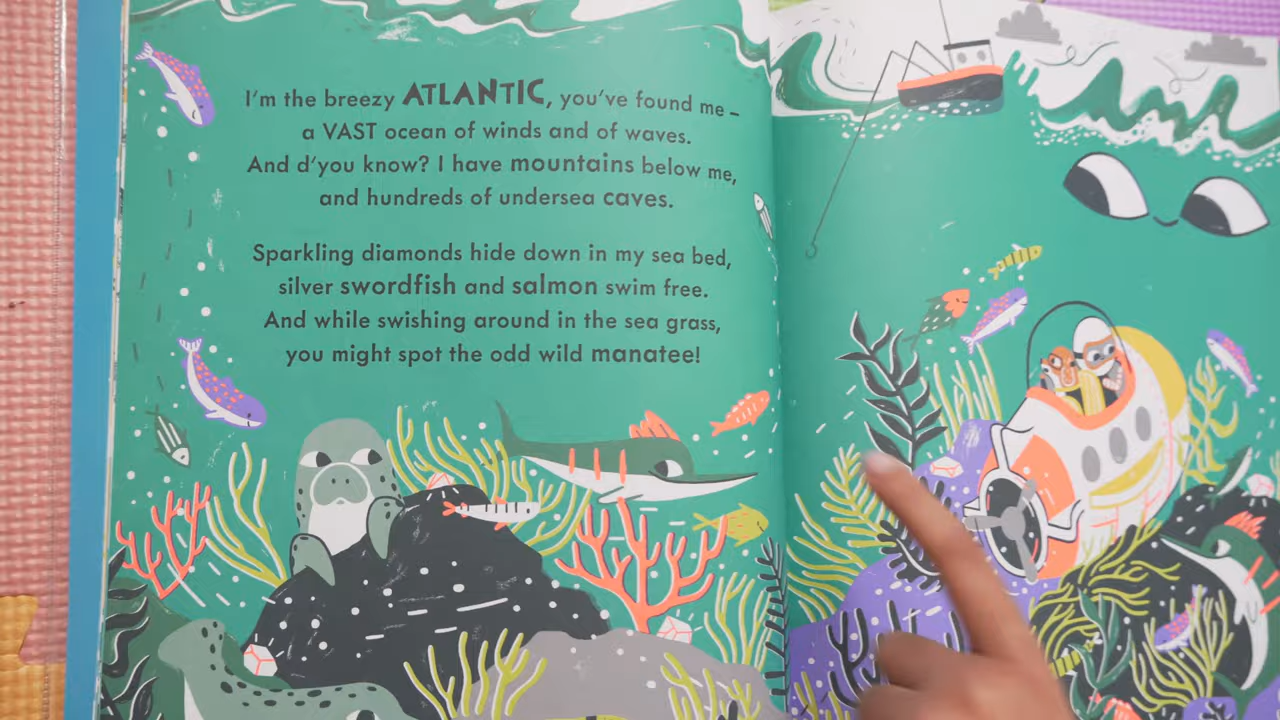 I'm the breezy ATLANTIC, you've found me –
a VAST ocean of winds and of waves.
And d'you know? I have mountains below me,
and hundreds of undersea caves.
Sparkling diamonds hide down in my sea bed,
silver swordfish and salmon swim free.
And while swishing around in the sea grass,
you might spot the odd wild manatee!